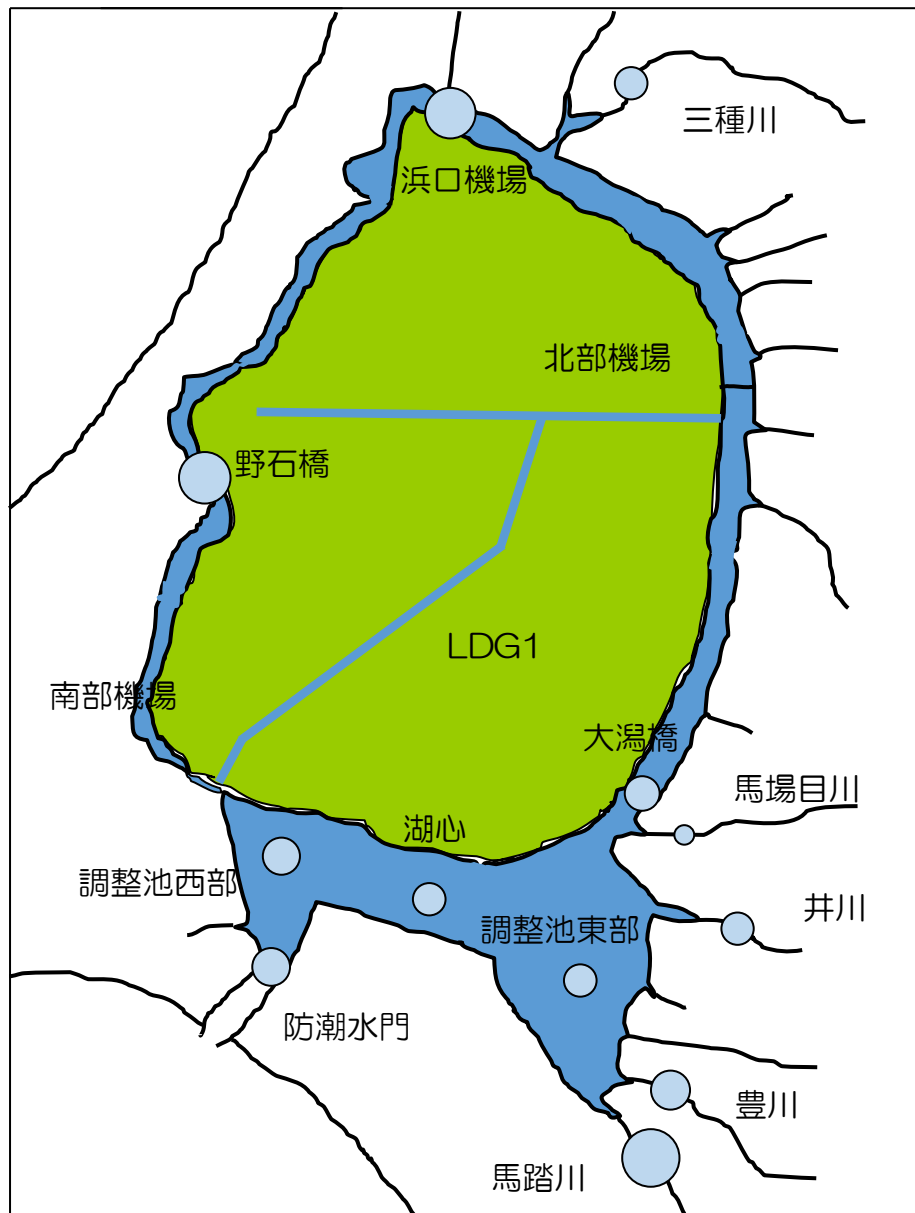 三種川
浜口機場
北部機場
野石橋
LDG1
南部機場
大潟橋
馬場目川
湖心
調整池西部
井川
調整池東部
防潮水門
豊川
馬踏川